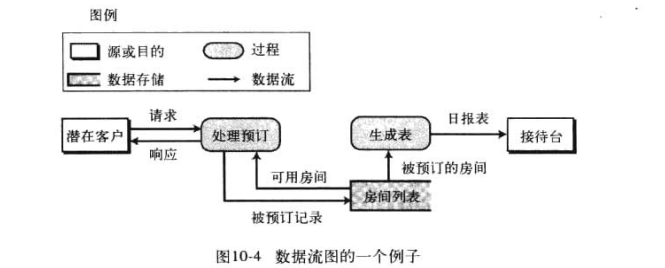 图例
源或目的
过程
数据存储
数据流
潜在客户
请求
响应
处理预订
可用房间
被预订记录
生成表
日报表
接待台
被预订的房间
房间列表
图10-4 数据流图的一个例子